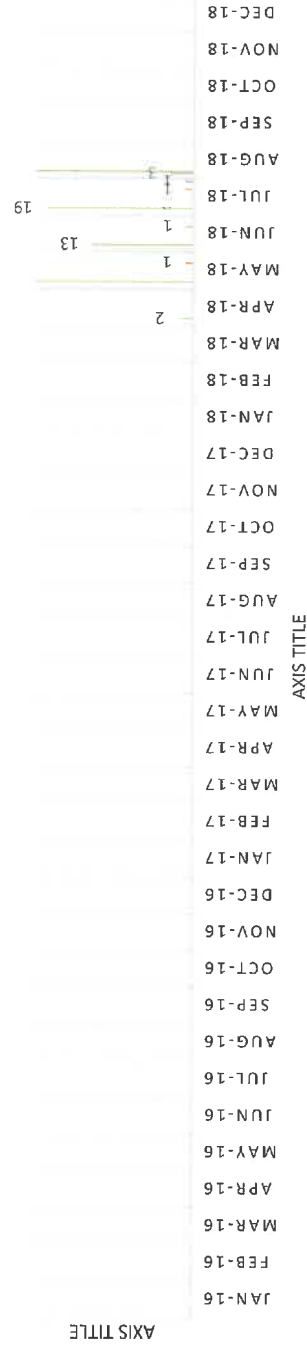 DEC-18
NOV-18
OCT-18
SEP-18
AUG-18
JUL-18
JUN-18
MAY-18
APR-18
MAR-18
FEB-18
JAN-18
DEC-17
NOV-17
OCT-17
SEP-17
AUG-17
JUL-17
JUN-17
MAY-17
APR-17
MAR-17
FEB-17
JAN-17
DEC-16
NOV-16
OCT-16
SEP-16
AUG-16
JUL-16
JUN-16
MAY-16
APR-16
MAR-16
FEB-16
JAN-16
3
19
1
13
1
2
AXIS TITLE
AXIS TITLE